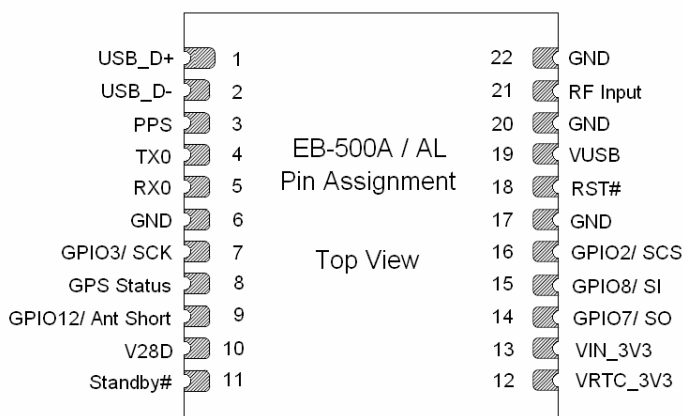 USB_D+ 1 22 GND
USB_D- 2 21 RF Input
PPS 3 20 GND
TX0 4 EB-500A / AL 19 VUSB
RX0 5 Pin Assignment 18 RST#
GND 6 17 GND
GPIO3/ SCK 7 Top View 16 GPIO2/ SCS
GPS Status 8 15 GPIO8/ SI
GPIO12/ Ant Short 9 14 GPIO7/ SO
V28D 10 13 VIN_3V3
Standby# 11 12 VRTC_3V3